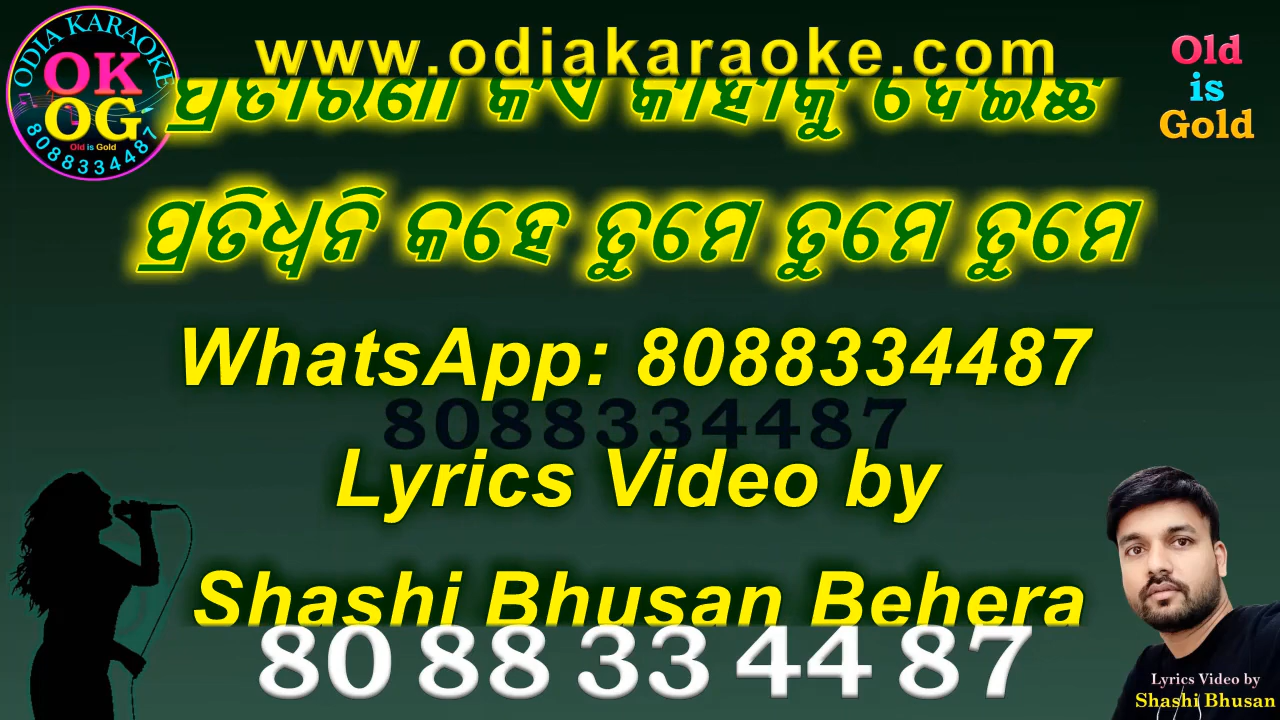 ODIA KARAOKE
OK
OG
Old is Gold
8088334487
www.odiakaraoke.com
Old
is
Gold
ପ୍ରତାରଣା କିଏ କାହାକୁ ଦେଇଛି
ପ୍ରତିଧ୍ୱନି କହେ ତୁମେ ତୁମେ ତୁମେ
WhatsApp: 8088334487
8088334487
Lyrics Video by
Shashi Bhusan Behera
80 88 33 44 87
Lyrics Video by
Shashi Bhusan